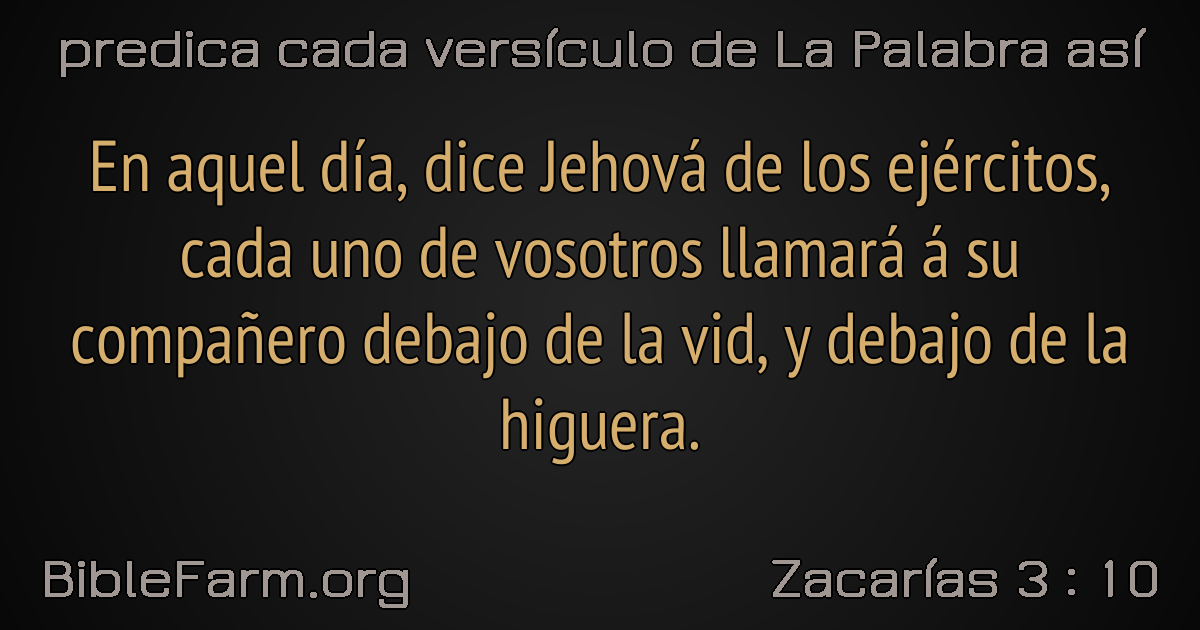 predica cada versículo de La Palabra así
En aquel día, dice Jehová de los ejércitos,
cada uno de vosotros llamará á su
compañero debajo de la vid, y debajo de la
higuera.
BibleFarm.org
Zacarías 3 : 10